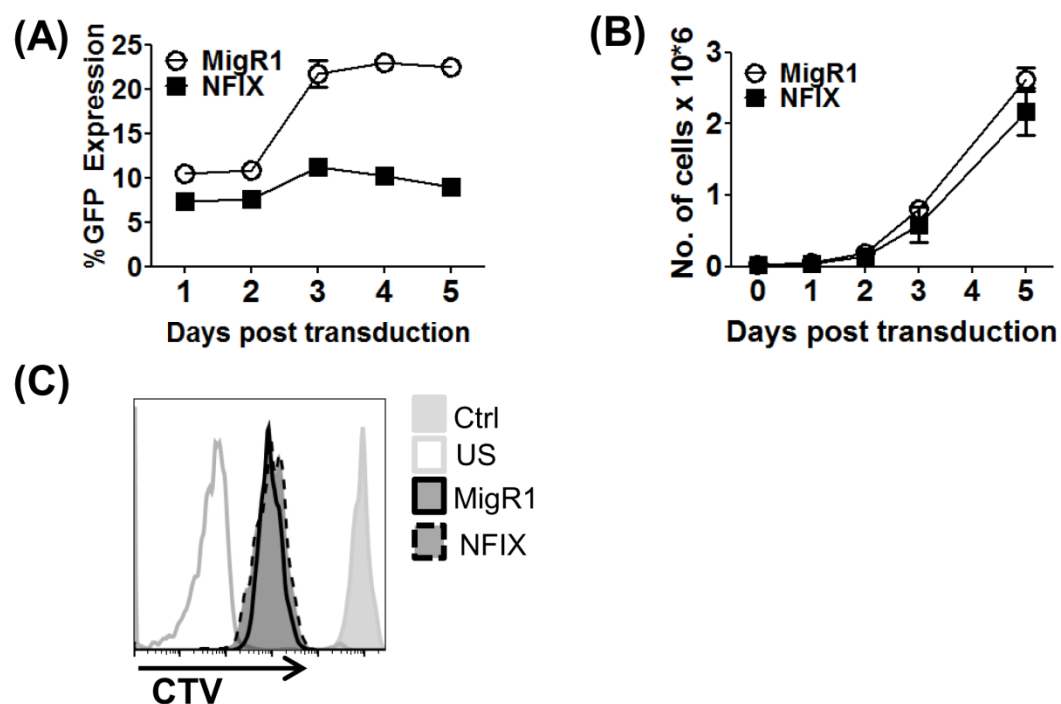 (A)
25
20
15
10
5
0
% GFP Expression
MigR1
NFIX
1 2 3 4 5
Days post transduction
(B)
3
2
1
0
No. of cells x 10*6
MigR1
NFIX
0 1 2 3 4 5
Days post transduction
(C)
Ctrl
US
MigR1
NFIX
CTV